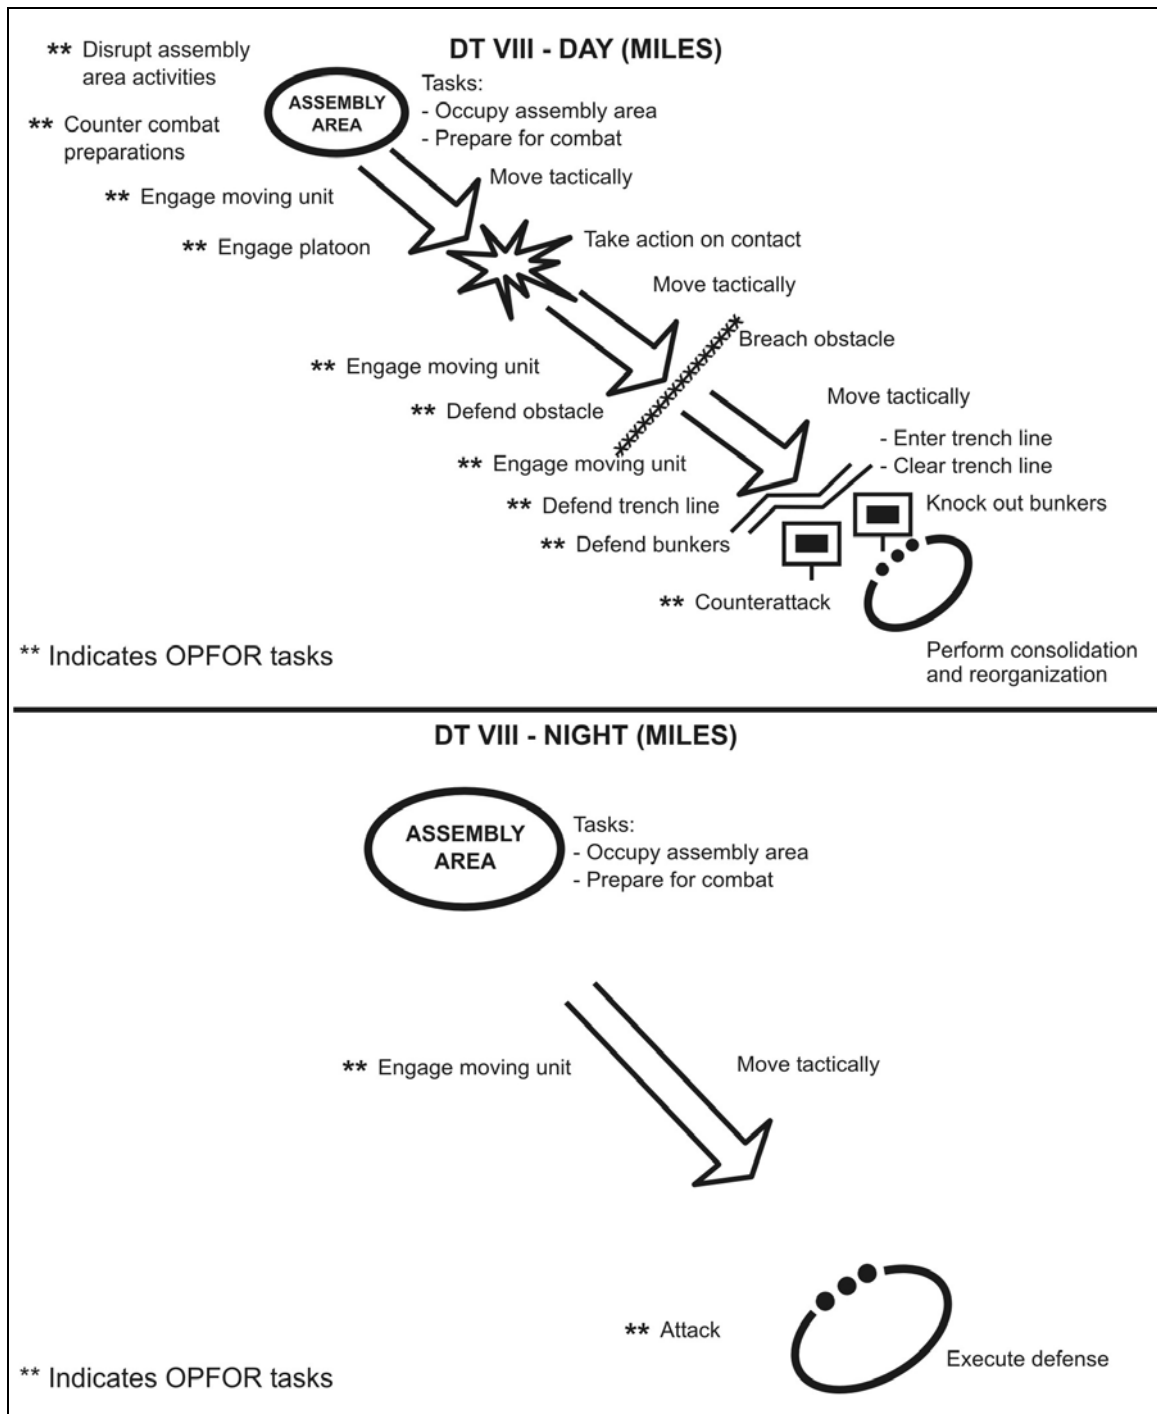 DT VIII - DAY (MILES)
** Disrupt assembly
area activities
ASSEMBLY
AREA
Tasks:
- Occupy assembly area
- Prepare for combat
** Counter combat
preparations
Move tactically
** Engage moving unit
** Engage platoon
Take action on contact
Move tactically
Breach obstacle
** Engage moving unit
** Defend obstacle
Move tactically
- Enter trench line
- Clear trench line
** Engage moving unit
** Defend trench line
Knock out bunkers
** Defend bunkers
** Counterattack
Perform consolidation
and reorganization
** Indicates OPFOR tasks
DT VIII - NIGHT (MILES)
ASSEMBLY
AREA
Tasks:
- Occupy assembly area
- Prepare for combat
** Engage moving unit
Move tactically
** Attack
Execute defense
** Indicates OPFOR tasks